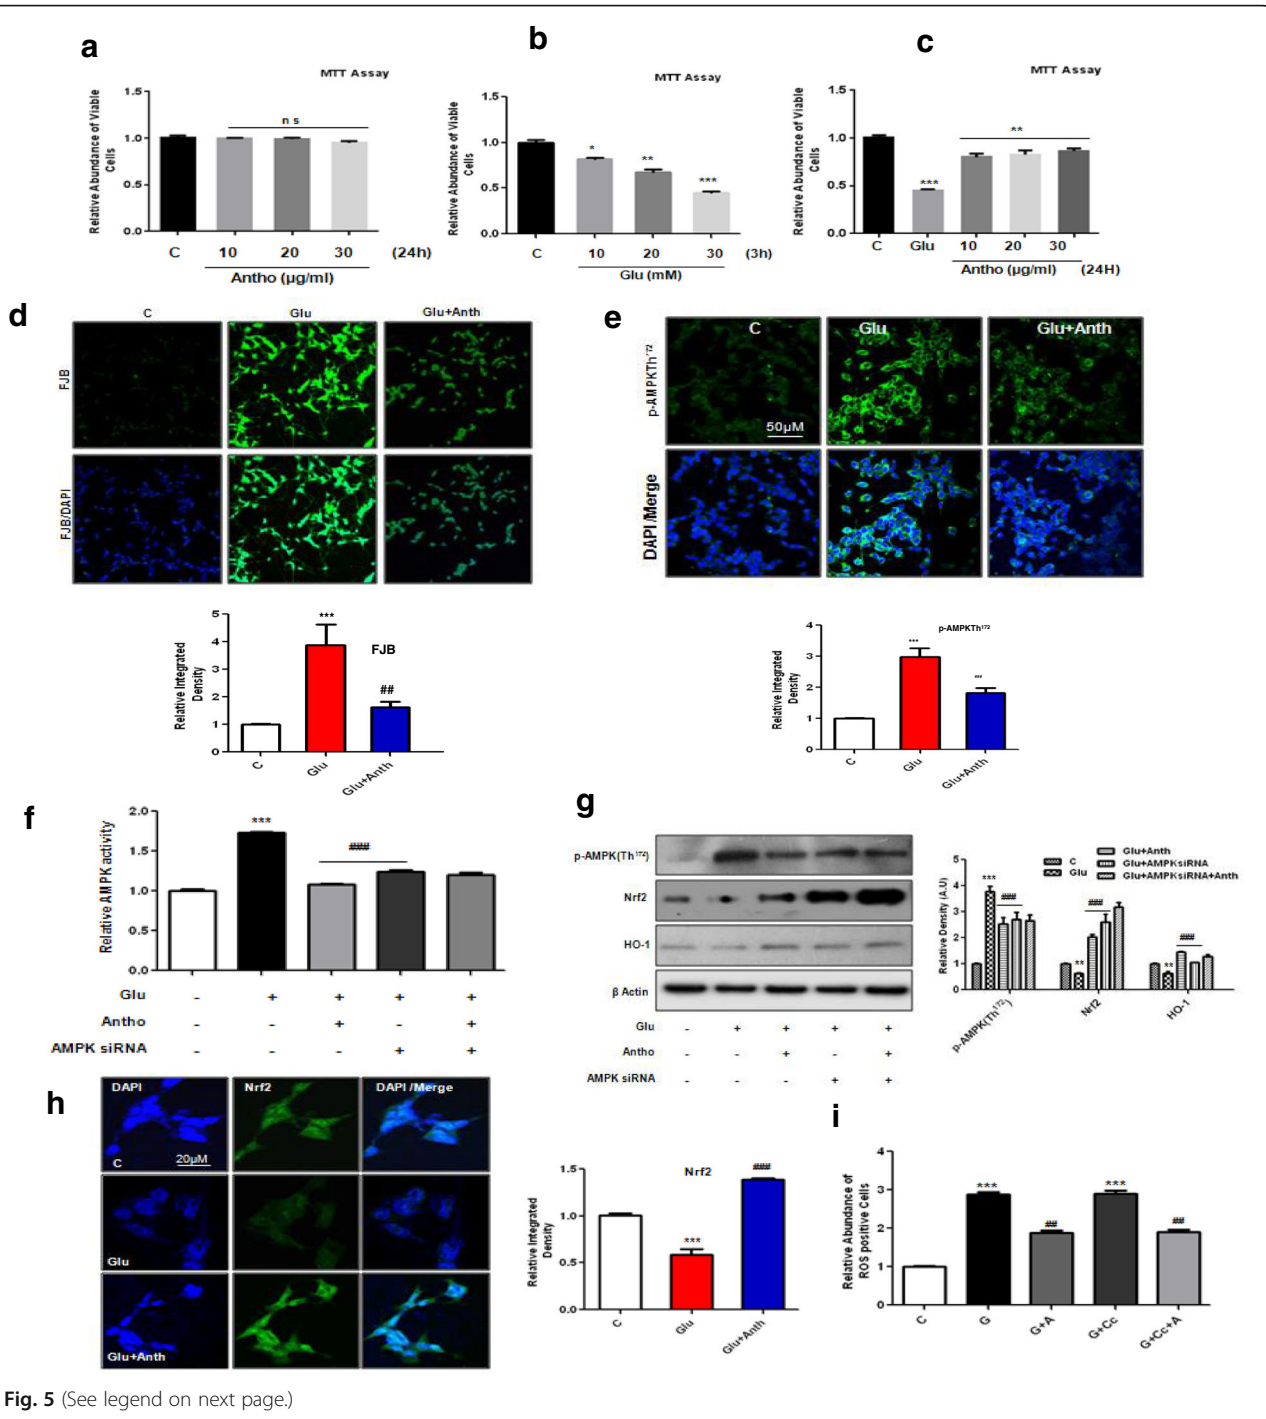 a
MTT Assay
Relative Abundance of Viable Cells
1.5
1.0
0.5
0.0
n s
C 10 20 30 (24h)
Antho (µg/ml)
b
MTT Assay
Relative Abundance of Viable Cells
1.5
1.0
0.5
0.0
*
**
***
C 10 20 30 (3h)
Glu (mM)
c
MTT Assay
Relative Abundance of Viable Cells
1.5
1.0
0.5
0.0
***
**
C Glu 10 20 30
Antho (µg/ml) (24H)
d
C Glu Glu+Anth
FJB
FJB/DAPI
Relative Integrated Density
5
4
3
2
1
0
***
FJB
##
C Glu Glu+Anth
e
C Glu Glu+Anth
p-AMPKTh¹⁷²
50µM
DAPI /Merge
Relative Integrated Density
4
3
2
1
0
***
p-AMPKTh¹⁷²
C Glu Glu+Anth
f
Relative AMPK activity
2.0
1.5
1.0
0.5
0.0
***
###
Glu - + + + +
Antho - - + - +
AMPK siRNA - - - + +
g
p-AMPK(Th¹⁷²)
Nrf2
HO-1
β Actin
Glu - + + + +
Antho - - + - +
AMPK siRNA - - - + +
C
Glu
Glu+Anth
Glu+AMPKsiRNA
Glu+AMPKsiRNA+Anth
Relative Density (A.U)
5
4
3
2
1
0
***
###
**
###
**
###
p-AMPK(Th¹⁷²) Nrf2 HO-1
h
DAPI Nrf2 DAPI /Merge
C
20µM
Glu
Glu+Anth
Relative Integrated Density
1.5
1.0
0.5
0.0
Nrf2
***
###
C Glu Glu+Anth
i
Relative Abundance of ROS positive Cells
4
3
2
1
0
***
##
***
##
C G G+A G+Cc G+Cc+A
Fig. 5 (See legend on next page.)